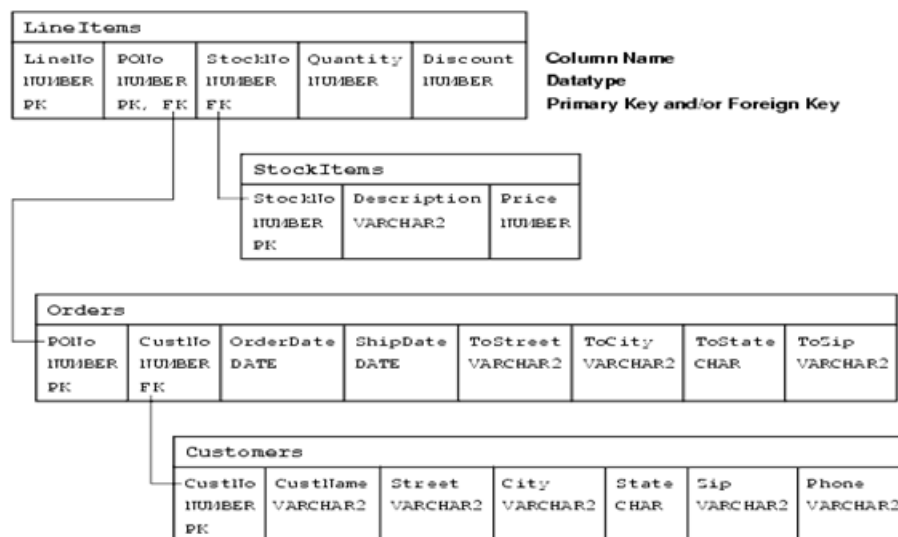 LineItems
LineNo PONo StockNo Quantity Discount Column Name
NUMBER NUMBER NUMBER NUMBER NUMBER Datatype
PK PK, FK FK Primary Key and/or Foreign Key
StockItems
StockNo Description Price
NUMBER VARCHAR2 NUMBER
PK
Orders
PONo CustNo OrderDate ShipDate ToStreet ToCity ToState ToZip
NUMBER NUMBER DATE DATE VARCHAR2 VARCHAR2 CHAR VARCHAR2
PK FK
Customers
CustNo CustName Street City State Zip Phone
NUMBER VARCHAR2 VARCHAR2 VARCHAR2 CHAR VARCHAR2 VARCHAR2
PK